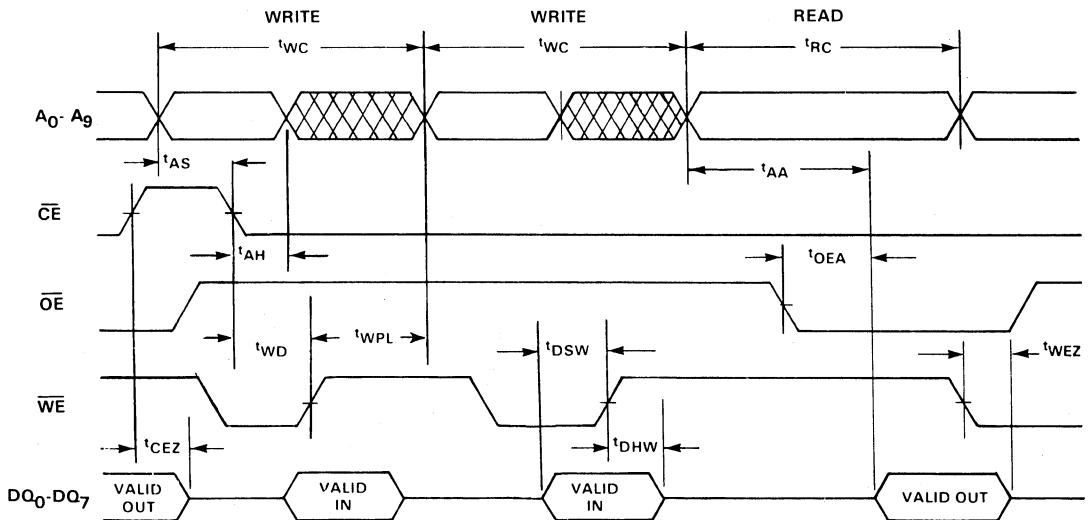 WRITE WRITE READ
tWC tWC tRC
A0- A9
tAS
tAA
CE
tAH
tOEA
OE
tWD tWPL
tDSW
tWEZ
WE
tCEZ
tDHW
DQ0-DQ7
VALID OUT
VALID IN
VALID IN
VALID OUT